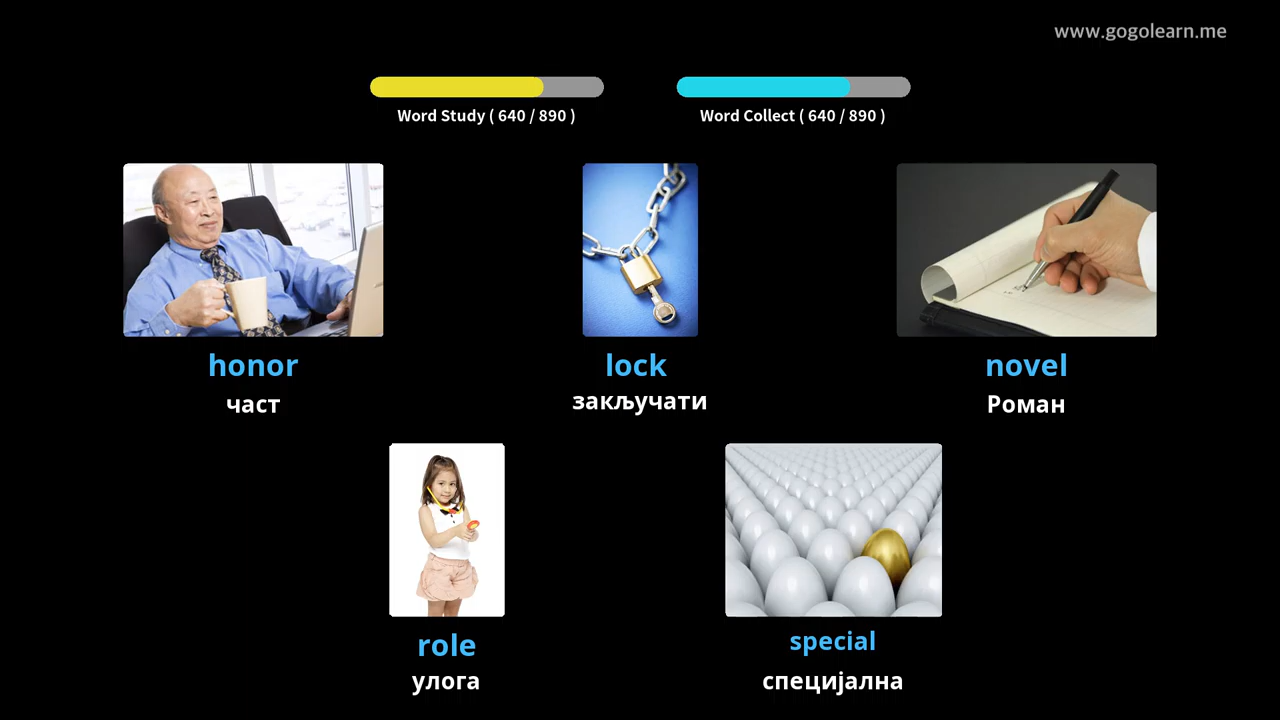 www.gogolearn.me
Word Study ( 640 / 890 )
Word Collect ( 640 / 890 )
honor
част
lock
закључати
novel
Роман
role
улога
special
специјална